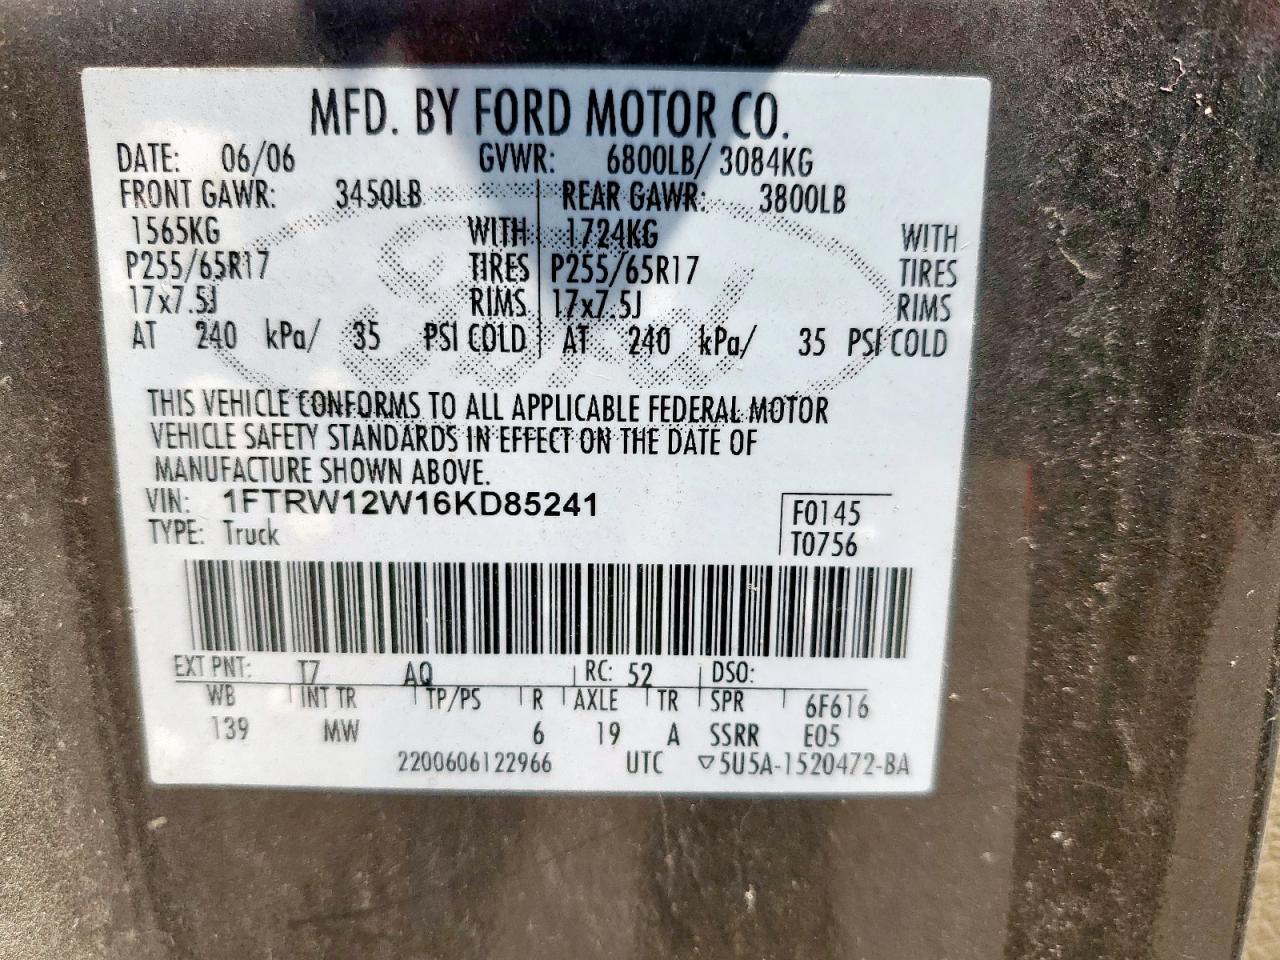 MFD. BY FORD MOTOR CO.
DATE: 06/06 GVWR: 6800LB/ 3084KG
FRONT GAWR: 3450LB REAR GAWR: 3800LB
1565KG WITH 1724KG WITH
P255/65R17 TIRES P255/65R17 TIRES
17x7.5J RIMS 17x7.5J RIMS
AT 240 kPa/ 35 PSI COLD AT 240 kPa/ 35 PSI COLD
THIS VEHICLE CONFORMS TO ALL APPLICABLE FEDERAL MOTOR
VEHICLE SAFETY STANDARDS IN EFFECT ON THE DATE OF
MANUFACTURE SHOWN ABOVE.
VIN: 1FTRW12W16KD85241 F0145
TYPE: Truck T0756
EXT PNT: T7 AQ RC: 52 DSO:
WB INT TR TP/PS R AXLE TR SPR 6F616
139 MW 6 19 A SSRR E05
2200606122966 UTC ▽5U5A-1520472-BA
Ford